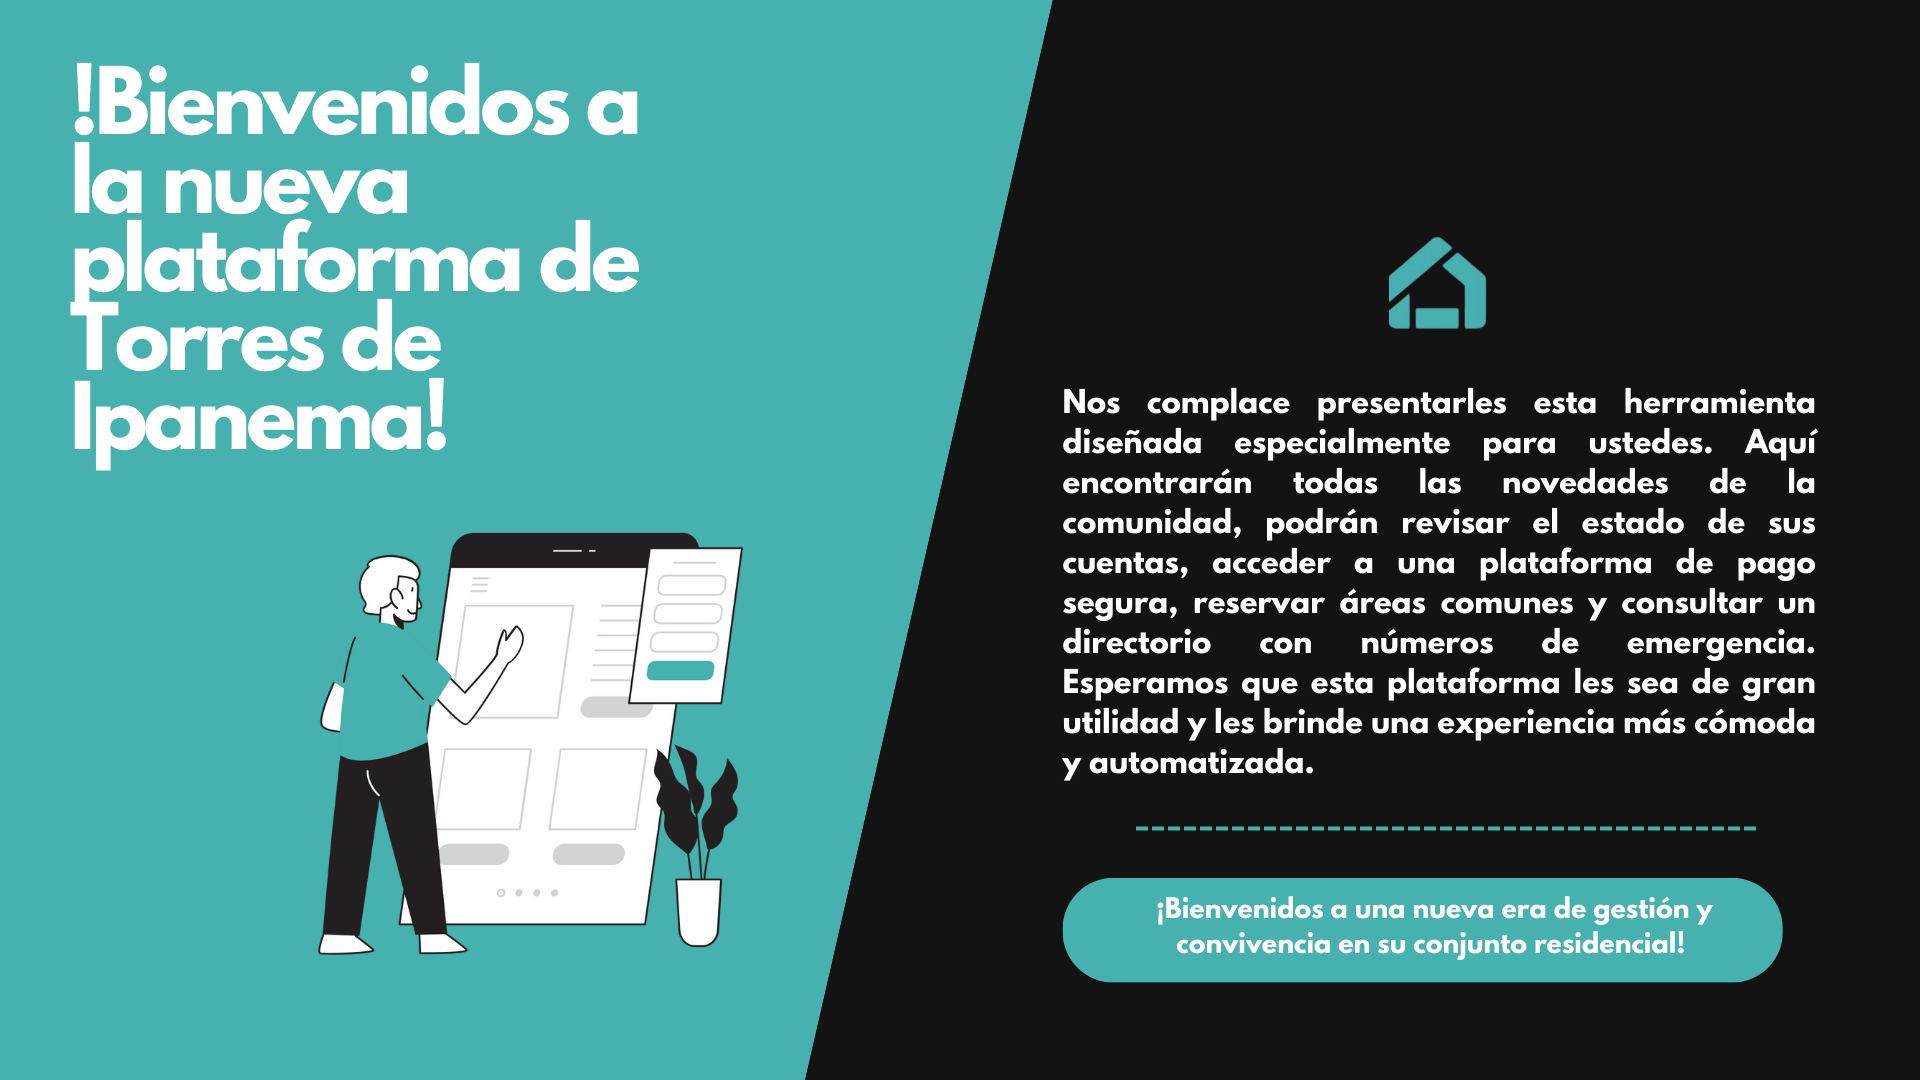 !Bienvenidos a
la nueva
plataforma de
Torres de
Ipanema!
Nos complace presentarles esta herramienta
diseñada especialmente para ustedes. Aquí
encontrarán todas las novedades de la
comunidad, podrán revisar el estado de sus
cuentas, acceder a una plataforma de pago
segura, reservar áreas comunes y consultar un
directorio con números de emergencia.
Esperamos que esta plataforma les sea de gran
utilidad y les brinde una experiencia más cómoda
y automatizada.
¡Bienvenidos a una nueva era de gestión y
convivencia en su conjunto residencial!